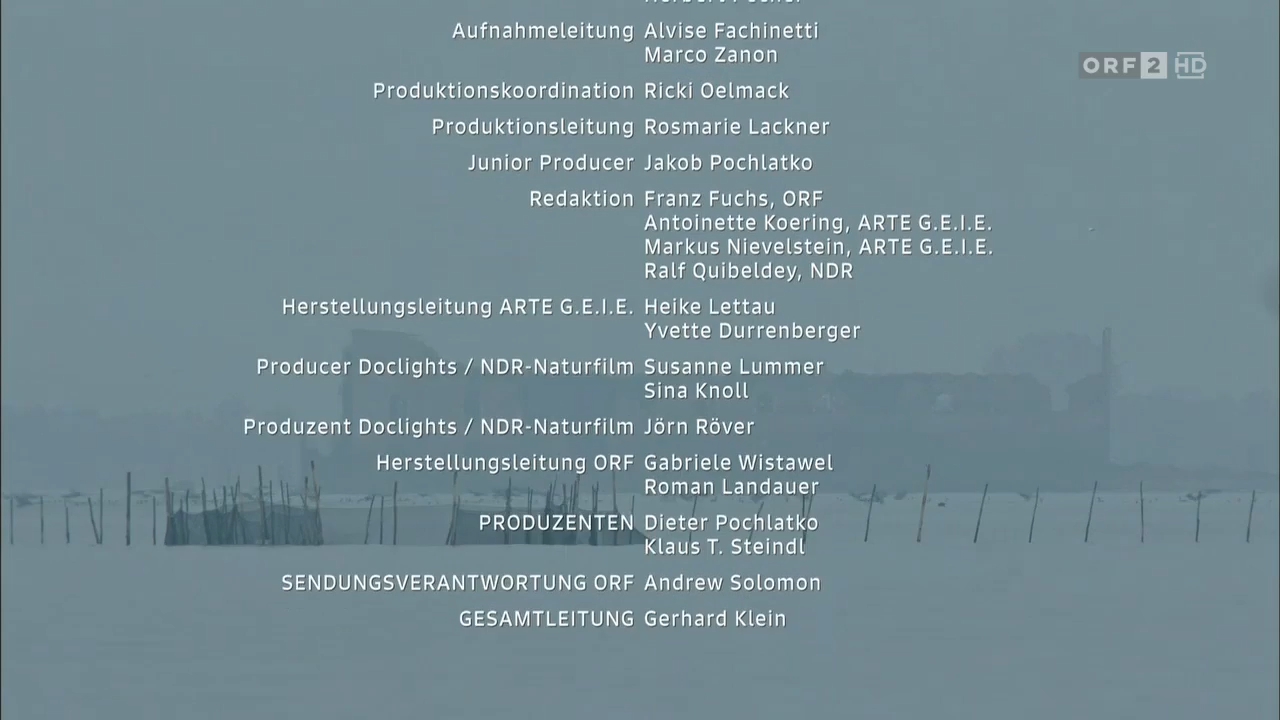 Aufnahmeleitung Alvise Fachinetti
Marco Zanon
Produktionskoordination Ricki Oelmack
Produktionsleitung Rosmarie Lackner
Junior Producer Jakob Pochlatko
Redaktion Franz Fuchs, ORF
Antoinette Koering, ARTE G.E.I.E.
Markus Nievelstein, ARTE G.E.I.E.
Ralf Quibeldey, NDR
Herstellungsleitung ARTE G.E.I.E. Heike Lettau
Yvette Durrenberger
Producer Doclights / NDR-Naturfilm Susanne Lummer
Sina Knoll
Produzent Doclights / NDR-Naturfilm Jörn Röver
Herstellungsleitung ORF Gabriele Wistawel
Roman Landauer
PRODUZENTEN Dieter Pochlatko
Klaus T. Steindl
SENDUNGSVERANTWORTUNG ORF Andrew Solomon
GESAMTLEITUNG Gerhard Klein
ORF 2 HD